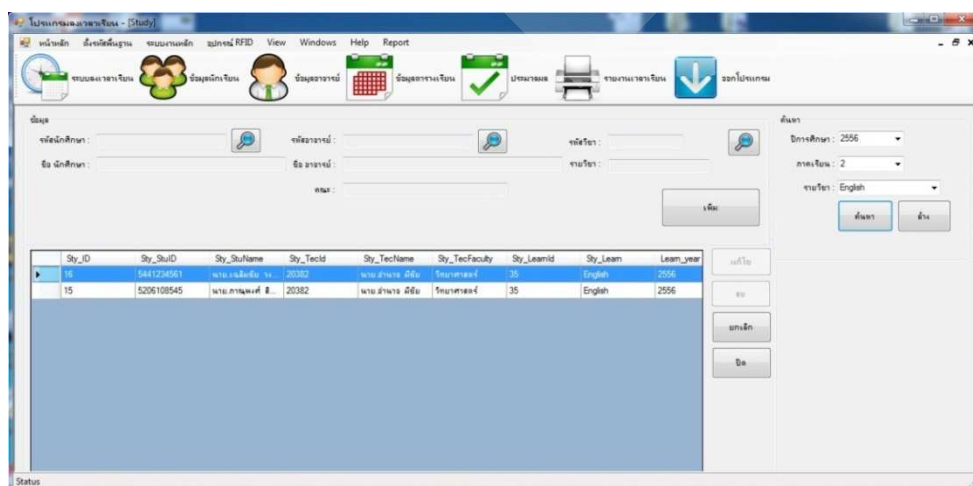 โปรแกรมลงเวลาเรียน - [Study]
หน้าหลัก ตั้งรหัสพื้นฐาน ระบบงานหลัก อุปกรณ์ RFID View Windows Help Report
ระบบลงเวลาเรียน ข้อมูลนักเรียน ข้อมูลอาจารย์ ข้อมูลตารางเรียน ประมวลผล รายงานเวลาเรียน ออกโปรแกรม
ข้อมูล ค้นหา
รหัสนักศึกษา : รหัสอาจารย์ : รหัสวิชา : ปีการศึกษา : 2556
ชื่อ นักศึกษา : ชื่อ อาจารย์ : รายวิชา : ภาคเรียน : 2
คณะ : รายวิชา : English
เพิ่ม ค้นหา ล้าง
Sty_ID Sty_StuID Sty_StuName Sty_TecId Sty_TecName Sty_TecFaculty Sty_LearnId Sty_Learn Learn_year
16 5441234561 20382 วิทยาศาสตร์ 35 English 2556
15 5206108545 20382 วิทยาศาสตร์ 35 English 2556
แก้ไข
ลบ
ยกเลิก
ปิด
Status